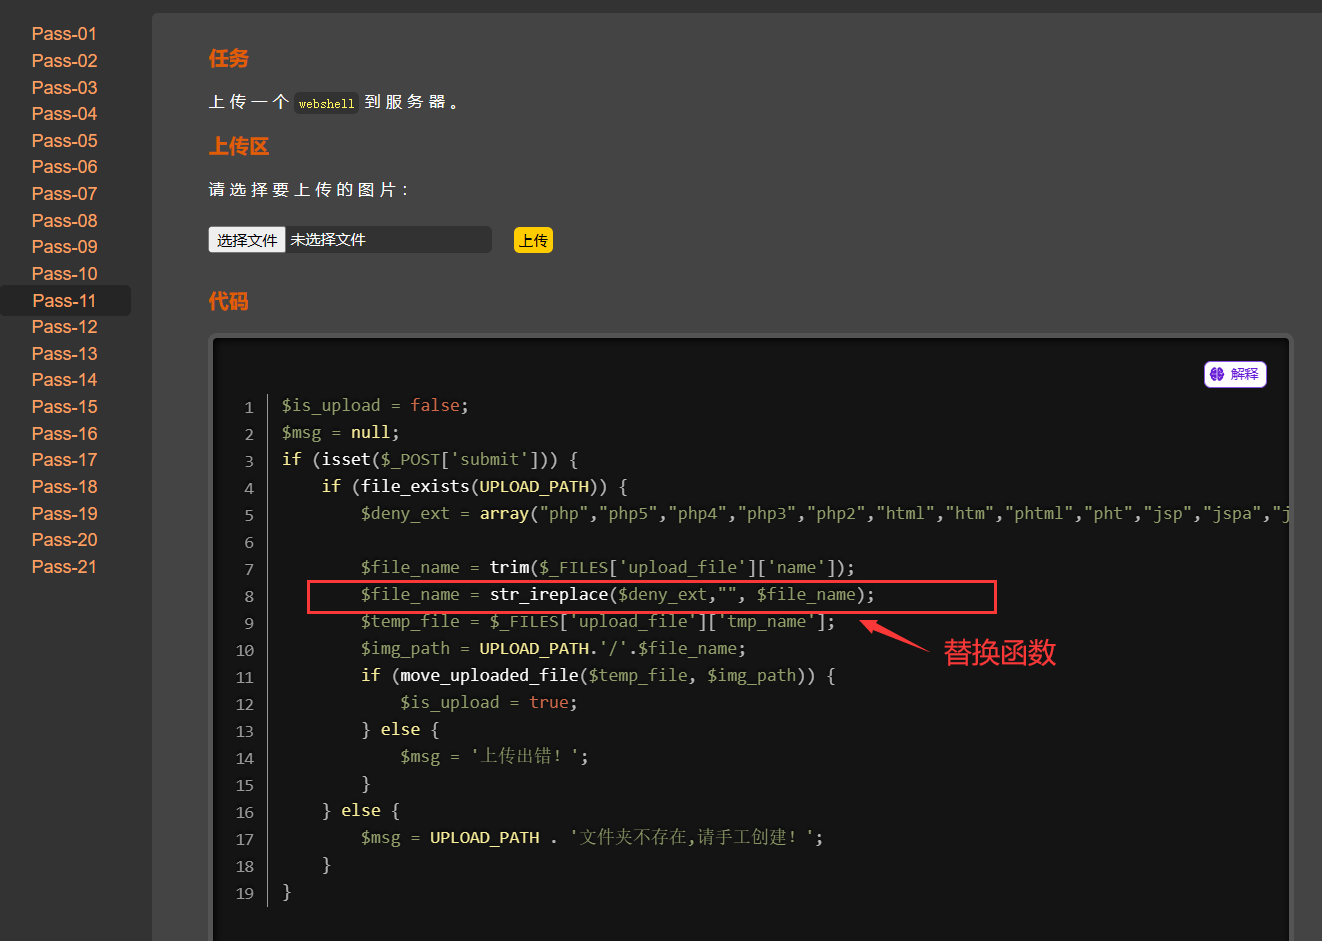 Pass-01
Pass-02
Pass-03
Pass-04
Pass-05
Pass-06
Pass-07
Pass-08
Pass-09
Pass-10
Pass-11
Pass-12
Pass-13
Pass-14
Pass-15
Pass-16
Pass-17
Pass-18
Pass-19
Pass-20
Pass-21
任务
上传一个 webshell 到服务器。
上传区
请选择要上传的图片：
选择文件 未选择文件 上传
代码
解释
1 $is_upload = false;
2 $msg = null;
3 if (isset($_POST['submit'])) {
4     if (file_exists(UPLOAD_PATH)) {
5         $deny_ext = array("php","php5","php4","php3","php2","html","htm","phtml","pht","jsp","jspa","j
6
7         $file_name = trim($_FILES['upload_file']['name']);
8         $file_name = str_ireplace($deny_ext,"", $file_name);
9         $temp_file = $_FILES['upload_file']['tmp_name'];
10         $img_path = UPLOAD_PATH.'/'.$file_name;
11         if (move_uploaded_file($temp_file, $img_path)) {
12             $is_upload = true;
13         } else {
14             $msg = '上传出错！';
15         }
16     } else {
17         $msg = UPLOAD_PATH . '文件夹不存在,请手工创建！';
18     }
19 }
替换函数